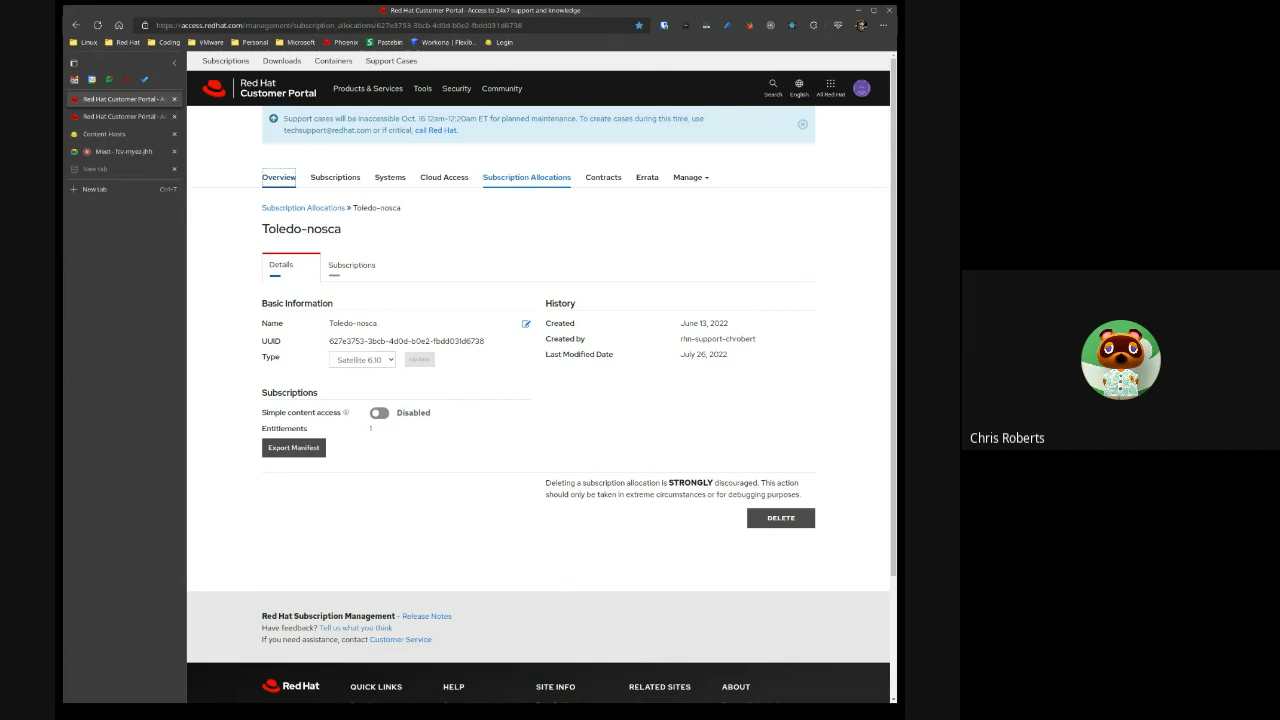 Red Hat Customer Portal - Access to 24x7 support and knowledge
https://access.redhat.com/management/subscription_allocations/627e3753-3bcb-4d0d-b0e2-fbdd031d6738
Linux Red Hat Coding VMware Personal Microsoft Phoenix Pastebin Workona | Flexib... Login
Red Hat Customer Portal - Ac
Red Hat Customer Portal - Ac
Content Hosts
Meet - fcv-myez-jhh
New tab
New tab Ctrl+T
Subscriptions Downloads Containers Support Cases
Red Hat
Customer Portal
Products & Services Tools Security Community
Search English All Red Hat
Support cases will be inaccessible Oct. 16 12am-12:20am ET for planned maintenance. To create cases during this time, use
techsupport@redhat.com or if critical, call Red Hat.
Overview Subscriptions Systems Cloud Access Subscription Allocations Contracts Errata Manage
Subscription Allocations » Toledo-nosca
Toledo-nosca
Details Subscriptions
Basic Information
Name Toledo-nosca
UUID 627e3753-3bcb-4d0d-b0e2-fbdd031d6738
Type Satellite 6.10 Update
Subscriptions
Simple content access Disabled
Entitlements 1
Export Manifest
History
Created June 13, 2022
Created by rhn-support-chrobert
Last Modified Date July 26, 2022
Deleting a subscription allocation is STRONGLY discouraged. This action
should only be taken in extreme circumstances or for debugging purposes.
DELETE
Red Hat Subscription Management - Release Notes
Have feedback? Tell us what you think
If you need assistance, contact Customer Service
Red Hat QUICK LINKS HELP SITE INFO RELATED SITES ABOUT
Chris Roberts